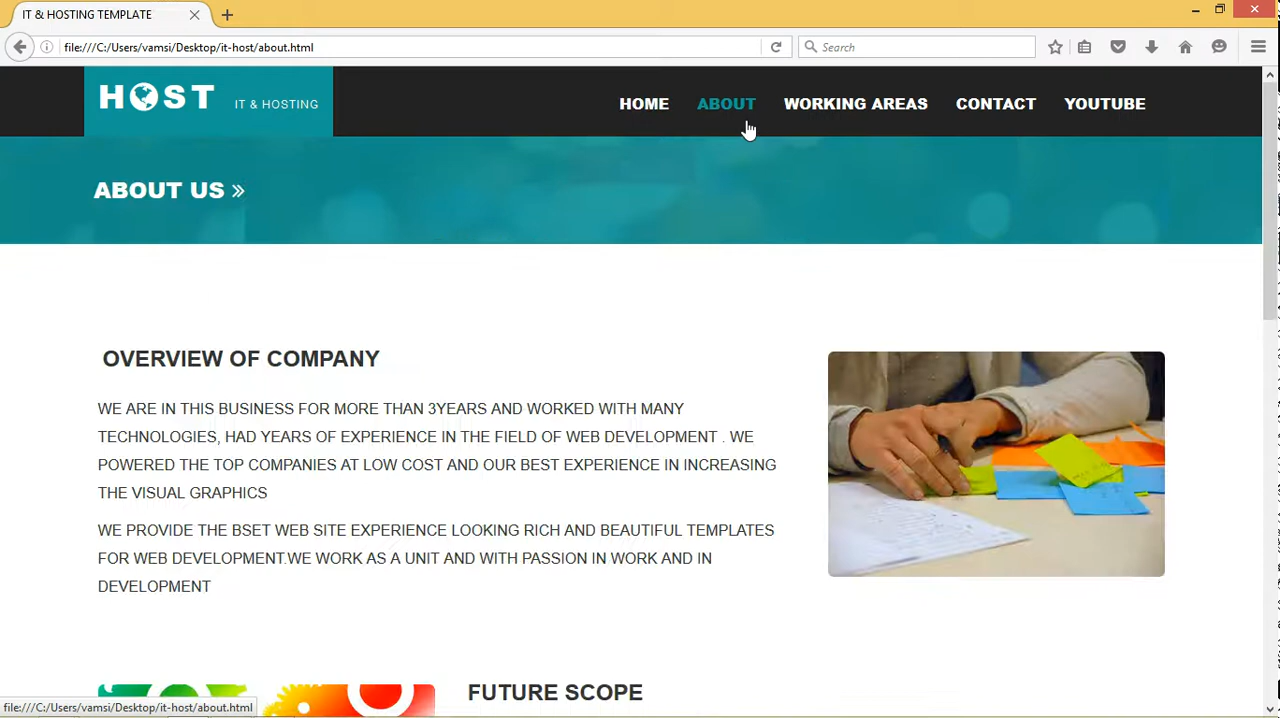 IT & HOSTING TEMPLATE
file:///C:/Users/vamsi/Desktop/it-host/about.html
Search
HOST IT & HOSTING
HOME ABOUT WORKING AREAS CONTACT YOUTUBE
ABOUT US »
OVERVIEW OF COMPANY
WE ARE IN THIS BUSINESS FOR MORE THAN 3YEARS AND WORKED WITH MANY
TECHNOLOGIES, HAD YEARS OF EXPERIENCE IN THE FIELD OF WEB DEVELOPMENT . WE
POWERED THE TOP COMPANIES AT LOW COST AND OUR BEST EXPERIENCE IN INCREASING
THE VISUAL GRAPHICS
WE PROVIDE THE BSET WEB SITE EXPERIENCE LOOKING RICH AND BEAUTIFUL TEMPLATES
FOR WEB DEVELOPMENT.WE WORK AS A UNIT AND WITH PASSION IN WORK AND IN
DEVELOPMENT
FUTURE SCOPE
file:///C:/Users/vamsi/Desktop/it-host/about.html